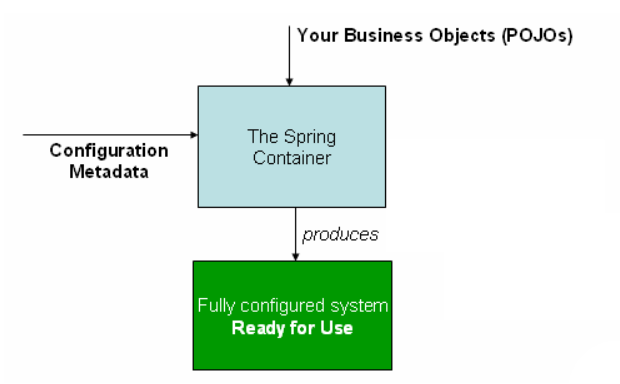 Your Business Objects (POJOs)
The Spring
Container
Configuration
Metadata
produces
Fully configured system
Ready for Use